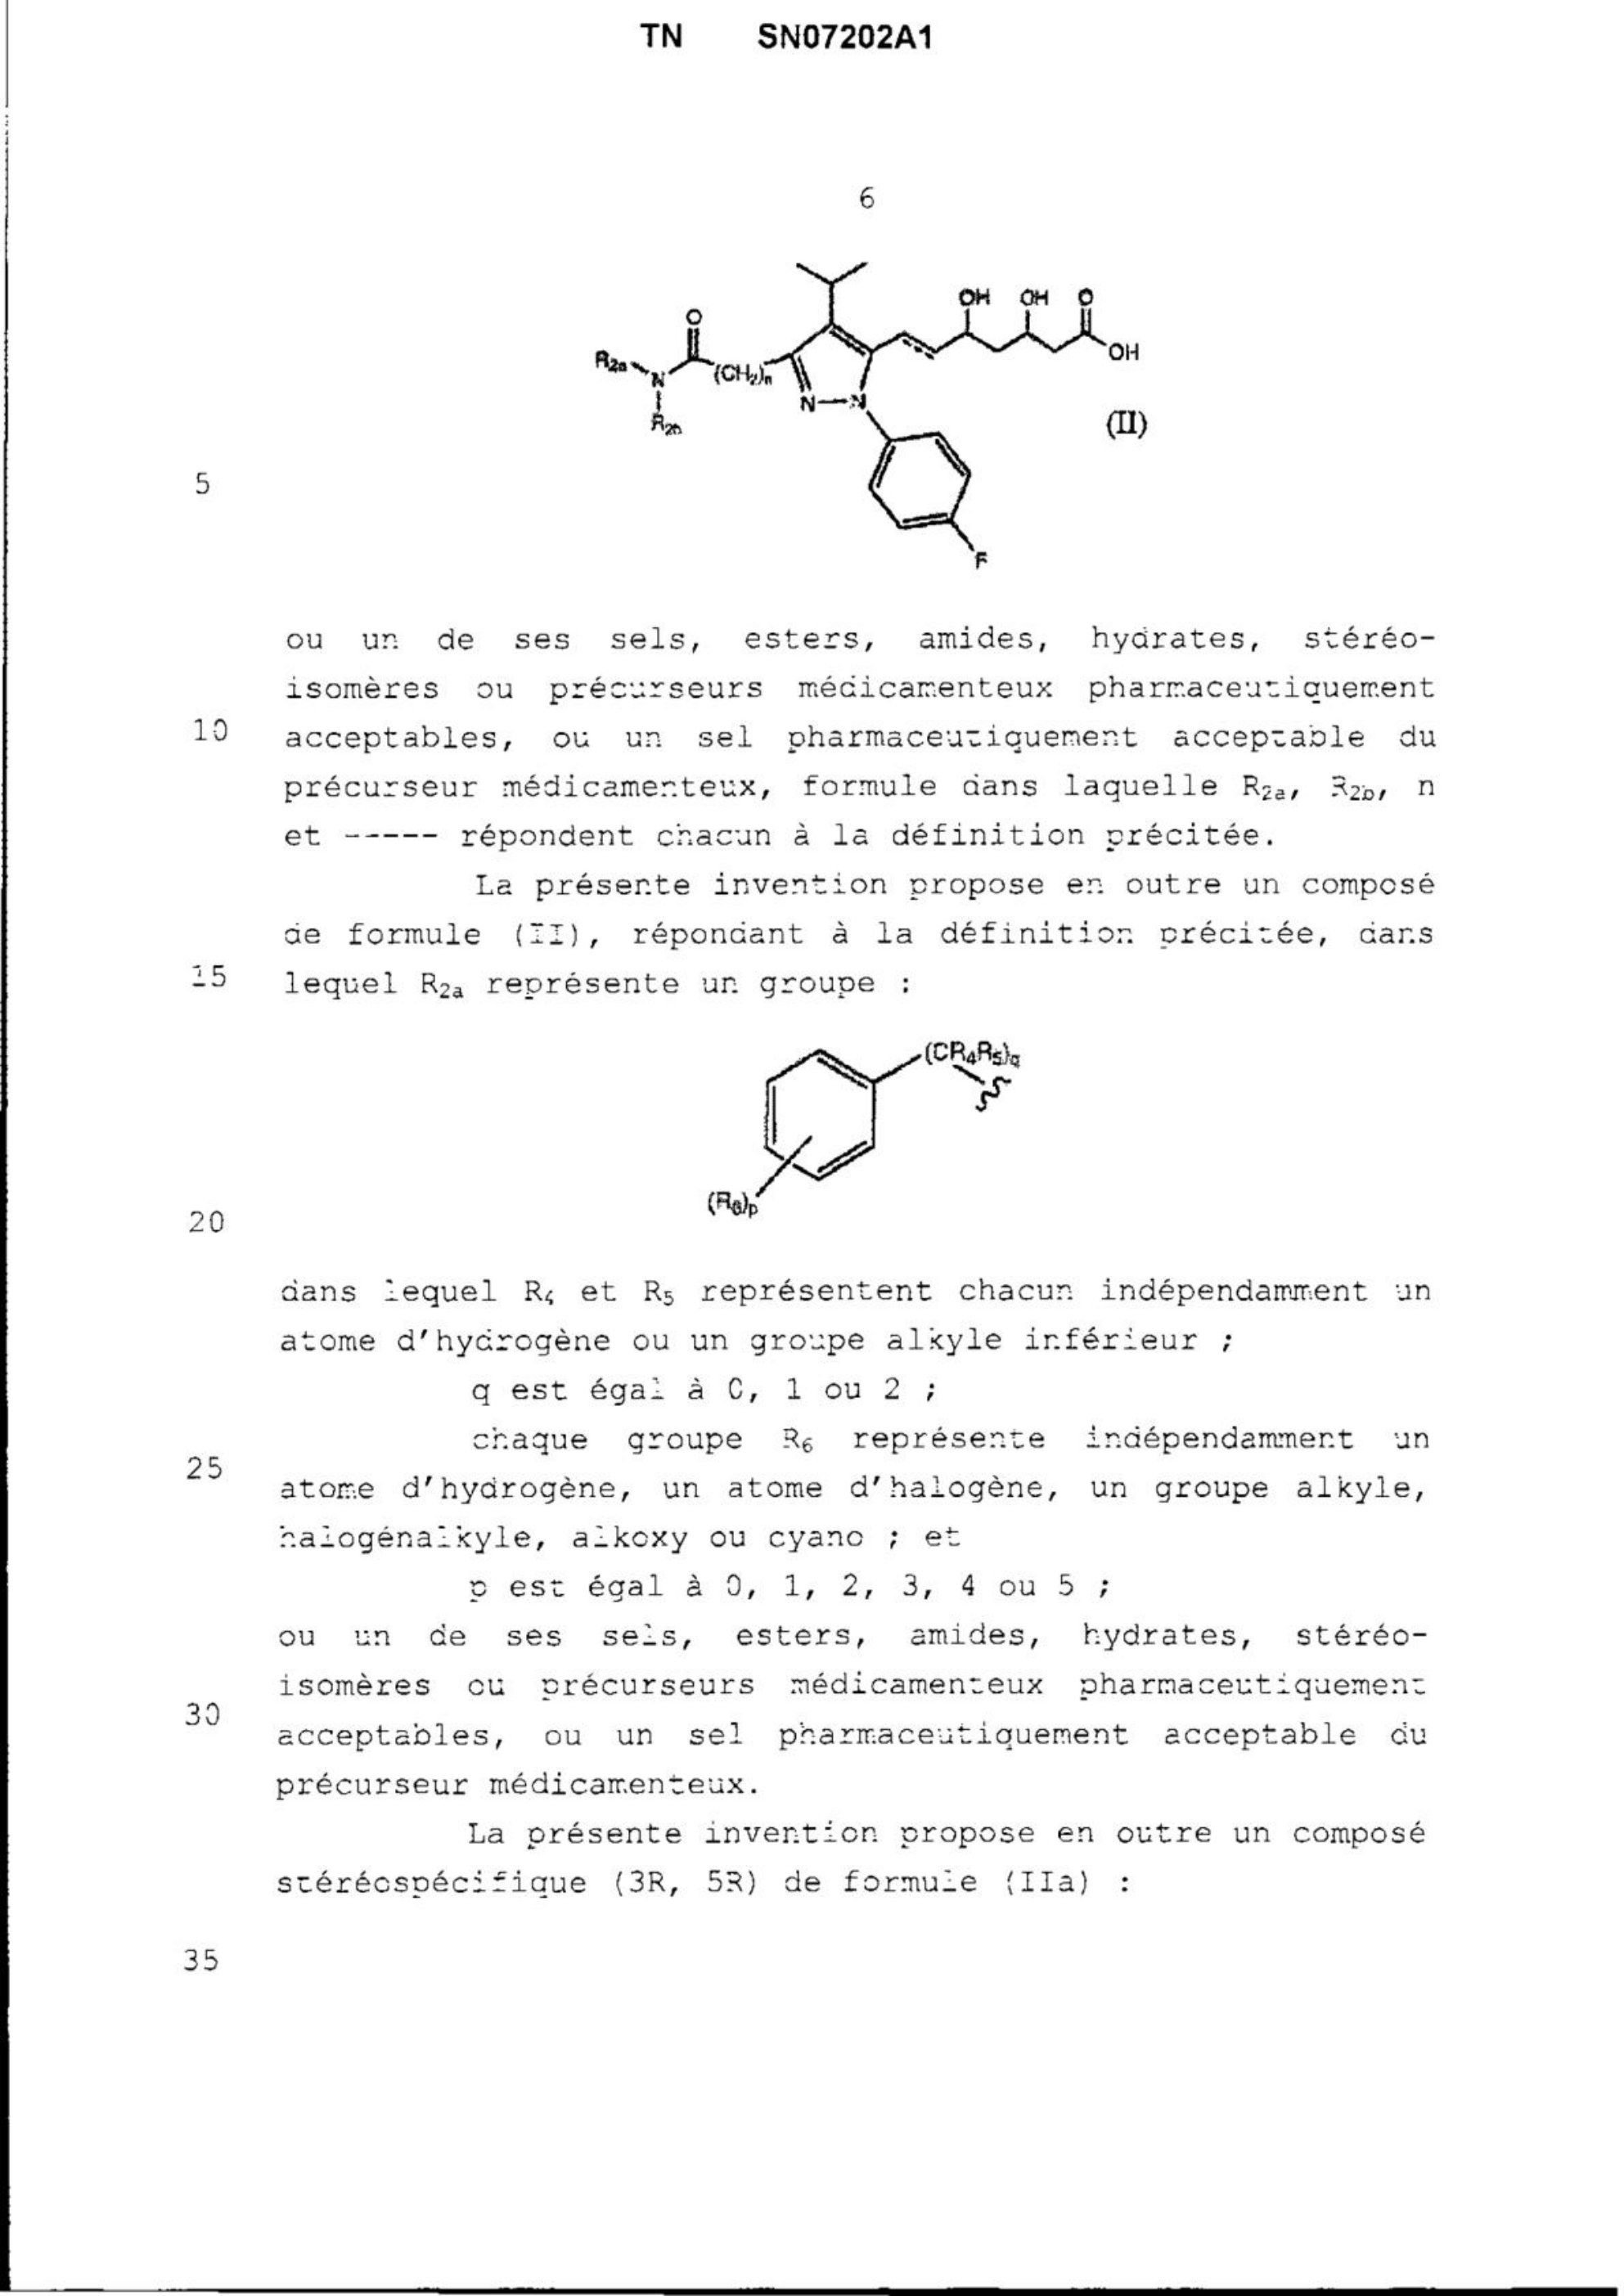 TN SN07202A1
6
OH OH O
O
R2a N (CH2)n OH
N N
R2b
(II)
5
F
ou un de ses sels, esters, amides, hydrates, stéréo-
isomères ou précurseurs médicamenteux pharmaceutiquement
10 acceptables, ou un sel pharmaceutiquement acceptable du
précurseur médicamenteux, formule dans laquelle R2a, R2b, n
et ----- répondent chacun à la définition précitée.
La présente invention propose en outre un composé
de formule (II), répondant à la définition précitée, dans
15 lequel R2a représente un groupe :
(CR4R5)q
(R6)p
20
dans lequel R4 et R5 représentent chacun indépendamment un
atome d'hydrogène ou un groupe alkyle inférieur ;
q est égal à 0, 1 ou 2 ;
chaque groupe R6 représente indépendamment un
25 atome d'hydrogène, un atome d'halogène, un groupe alkyle,
halogénalkyle, alkoxy ou cyano ; et
p est égal à 0, 1, 2, 3, 4 ou 5 ;
ou un de ses sels, esters, amides, hydrates, stéréo-
isomères ou précurseurs médicamenteux pharmaceutiquement
30 acceptables, ou un sel pharmaceutiquement acceptable du
précurseur médicamenteux.
La présente invention propose en outre un composé
stéréospécifique (3R, 5R) de formule (IIa) :
35